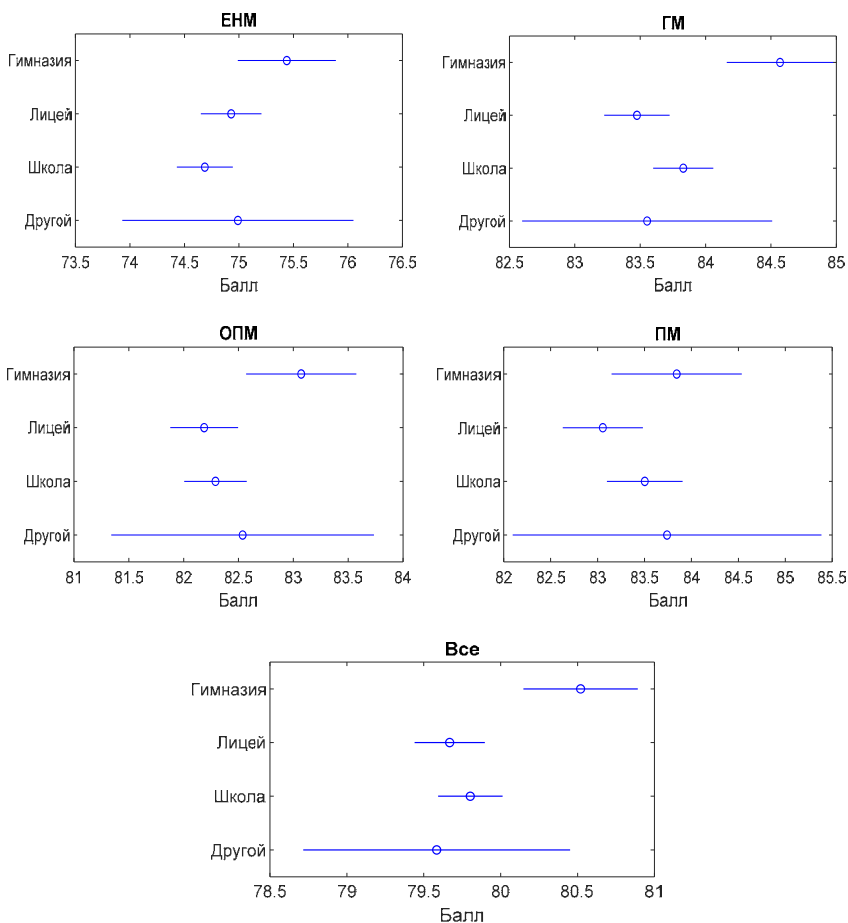 ЕНМ
Гимназия
Лицей
Школа
Другой
73.5 74 74.5 75 75.5 76 76.5
Балл
ГМ
Гимназия
Лицей
Школа
Другой
82.5 83 83.5 84 84.5 85
Балл
ОПМ
Гимназия
Лицей
Школа
Другой
81 81.5 82 82.5 83 83.5 84
Балл
ПМ
Гимназия
Лицей
Школа
Другой
82 82.5 83 83.5 84 84.5 85 85.5
Балл
Все
Гимназия
Лицей
Школа
Другой
78.5 79 79.5 80 80.5 81
Балл